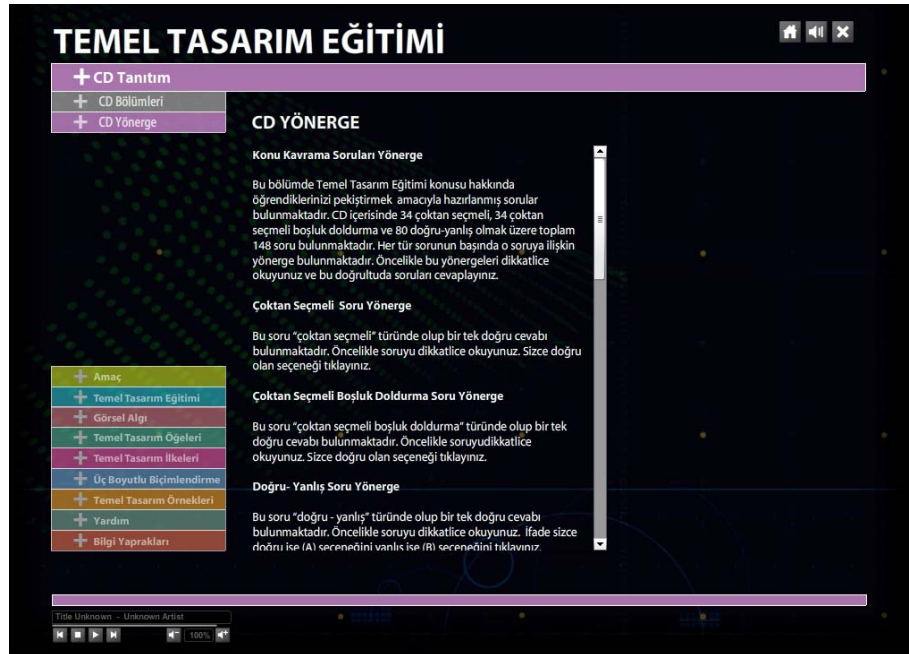 TEMEL TASARIM EĞİTİMİ
CD Tanıtım
CD Bölümleri
CD Yönerge
CD YÖNERGE
Konu Kavrama Soruları Yönerge
Bu bölümde Temel Tasarım Eğitimi konusu hakkında
öğrendiklerinizi pekiştirmek amacıyla hazırlanmış sorular
bulunmaktadır. CD içerisinde 34 çoktan seçmeli, 34 çoktan
seçmeli boşluk doldurma ve 80 doğru-yanlış olmak üzere toplam
148 soru bulunmaktadır. Her tür sorunun başında o soruya ilişkin
yönerge bulunmaktadır. Öncelikle bu yönergeleri dikkatlice
okuyunuz ve bu doğrultuda soruları cevaplayınız.
Çoktan Seçmeli Soru Yönerge
Bu soru “çoktan seçmeli” türünde olup bir tek doğru cevabı
bulunmaktadır. Öncelikle soruyu dikkatlice okuyunuz. Sizce doğru
olan seçeneği tıklayınız.
Çoktan Seçmeli Boşluk Doldurma Soru Yönerge
Bu soru “çoktan seçmeli boşluk doldurma” türünde olup bir tek
doğru cevabı bulunmaktadır. Öncelikle soruyudikkatlice
okuyunuz. Sizce doğru olan seçeneği tıklayınız.
Doğru- Yanlış Soru Yönerge
Bu soru “doğru - yanlış” türünde olup bir tek doğru cevabı
bulunmaktadır. Öncelikle soruyu dikkatlice okuyunuz. İfade sizce
doğru ise (A) seçeneğini yanlış ise (B) seçeneğini tıklayınız.
Amaç
Temel Tasarım Eğitimi
Görsel Algı
Temel Tasarım Öğeleri
Temel Tasarım İlkeleri
Üç Boyutlu Biçimlendirme
Temel Tasarım Örnekleri
Yardım
Bilgi Yaprakları
Title Unknown - Unknown Artist
100%